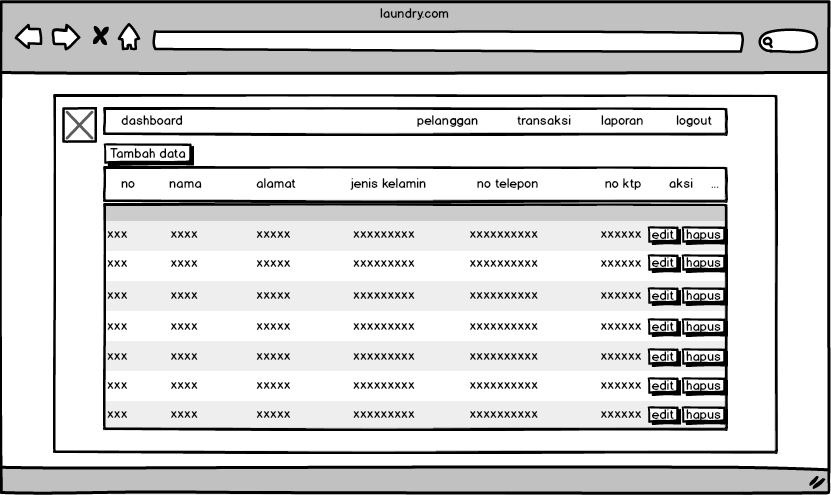 laundry.com
dashboard pelanggan transaksi laporan logout
Tambah data
no nama alamat jenis kelamin no telepon no ktp aksi ...
xxx xxxx xxxxx xxxxxxxxx xxxxxxxxxx xxxxxx edit hapus
xxx xxxx xxxxx xxxxxxxxx xxxxxxxxxx xxxxxx edit hapus
xxx xxxx xxxxx xxxxxxxxx xxxxxxxxxx xxxxxx edit hapus
xxx xxxx xxxxx xxxxxxxxx xxxxxxxxxx xxxxxx edit hapus
xxx xxxx xxxxx xxxxxxxxx xxxxxxxxxx xxxxxx edit hapus
xxx xxxx xxxxx xxxxxxxxx xxxxxxxxxx xxxxxx edit hapus
xxx xxxx xxxxx xxxxxxxxx xxxxxxxxxx xxxxxx edit hapus